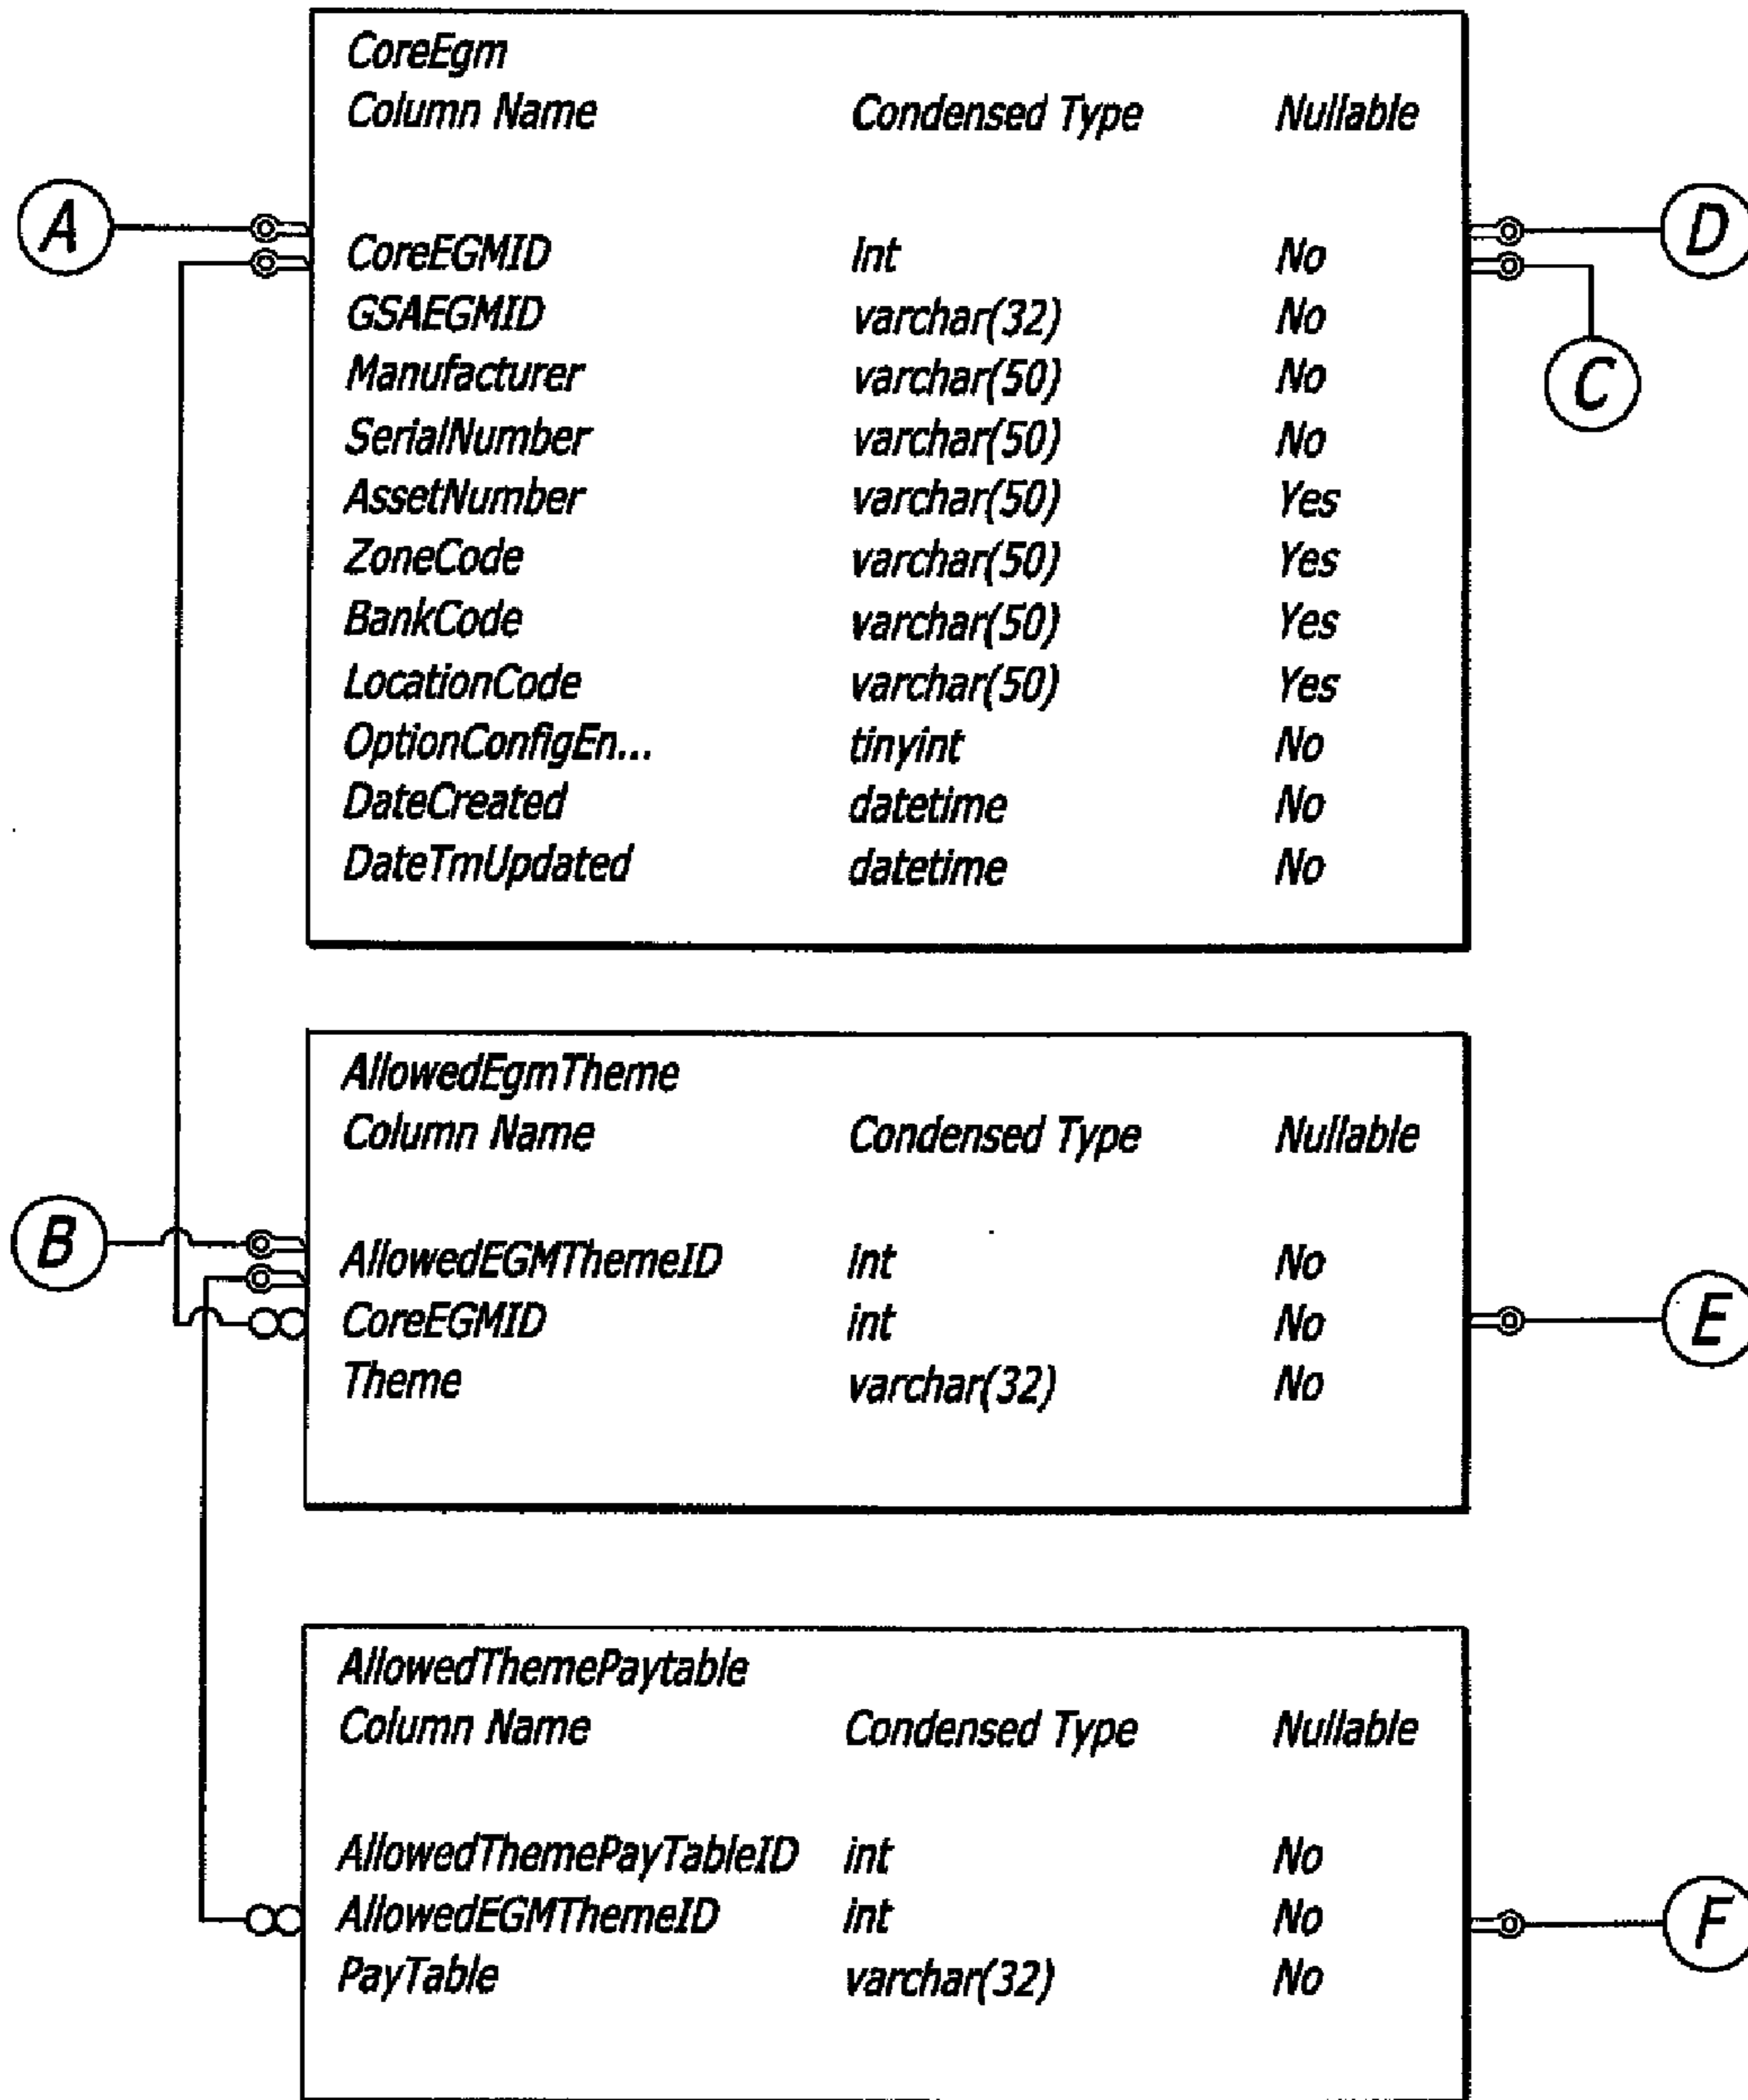 CoreEgm
Column Name Condensed Type Nullable
A
D
CoreEGMID Int No
GSAEGMID varchar(32) No
Manufacturer varchar(50) No
C
SerialNumber varchar(50) No
AssetNumber varchar(50) Yes
ZoneCode varchar(50) Yes
BankCode varchar(50) Yes
LocationCode varchar(50) Yes
OptionConfigEn... tinyint No
DateCreated datetime No
DateTmUpdated datetime No
AllowedEgmTheme
Column Name Condensed Type Nullable
B
AllowedEGMThemeID int No
CoreEGMID int No
E
Theme varchar(32) No
AllowedThemePaytable
Column Name Condensed Type Nullable
AllowedThemePayTableID int No
AllowedEGMThemeID int No
F
PayTable varchar(32) No